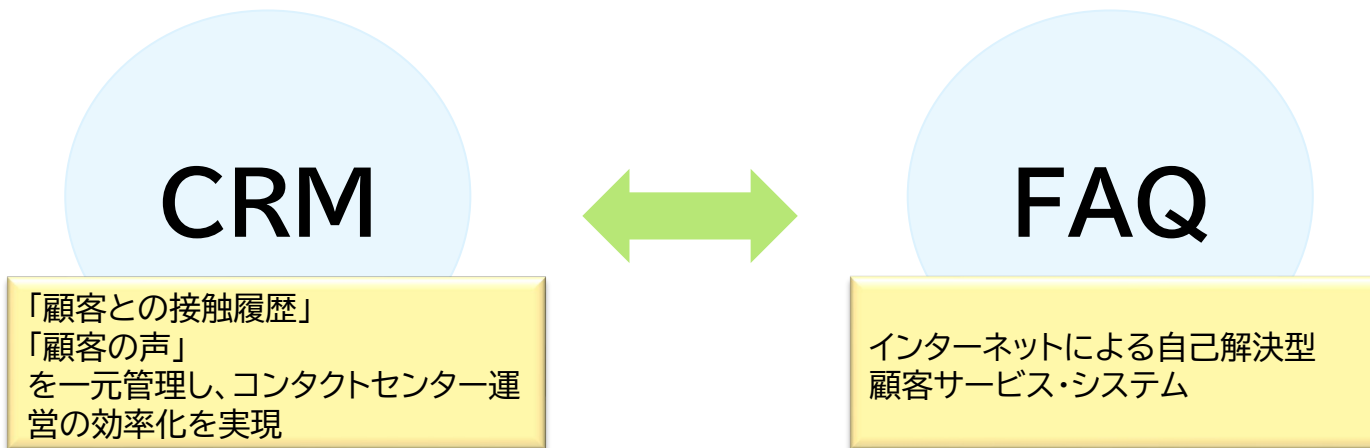 CRM
「顧客との接触履歴」
「顧客の声」
を一元管理し、コンタクトセンター運
営の効率化を実現
FAQ
インターネットによる自己解決型
顧客サービス・システム